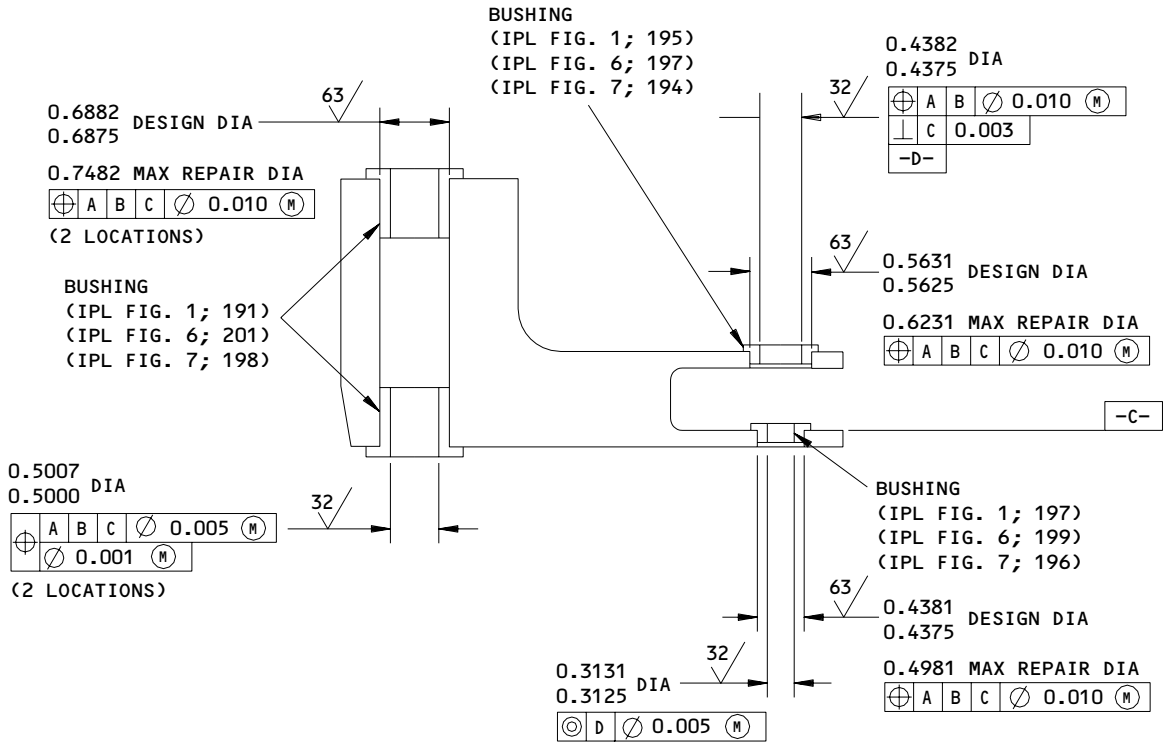 BUSHING
(IPL FIG. 1; 195)
(IPL FIG. 6; 197)
(IPL FIG. 7; 194)
0.4382
0.4375 DIA
32
⌖ A B ∅ 0.010 Ⓜ
⊥ C 0.003
-D-
63
0.6882
0.6875 DESIGN DIA
0.7482 MAX REPAIR DIA
⌖ A B C ∅ 0.010 Ⓜ
(2 LOCATIONS)
BUSHING
(IPL FIG. 1; 191)
(IPL FIG. 6; 201)
(IPL FIG. 7; 198)
63
0.5631
0.5625 DESIGN DIA
0.6231 MAX REPAIR DIA
⌖ A B C ∅ 0.010 Ⓜ
-C-
0.5007
0.5000 DIA
32
⌖ A B C ∅ 0.005 Ⓜ
∅ 0.001 Ⓜ
(2 LOCATIONS)
BUSHING
(IPL FIG. 1; 197)
(IPL FIG. 6; 199)
(IPL FIG. 7; 196)
63
0.4381
0.4375 DESIGN DIA
0.4981 MAX REPAIR DIA
⌖ A B C ∅ 0.010 Ⓜ
32
0.3131
0.3125 DIA
◎ D ∅ 0.005 Ⓜ